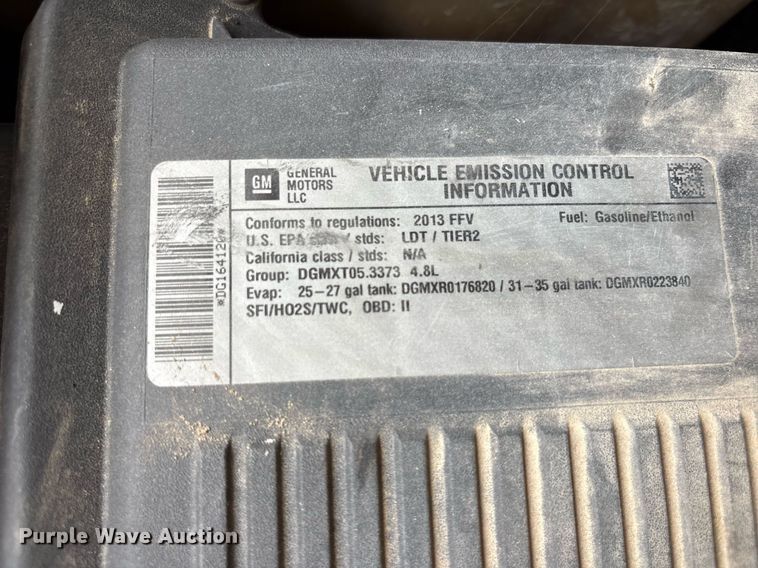 GM
GENERAL
MOTORS
LLC
VEHICLE EMISSION CONTROL
INFORMATION
Conforms to regulations: 2013 FFV
Fuel: Gasoline/Ethanol
U.S. EPA stds: LDT / TIER2
California class / stds: N/A
Group: DGMXT05.3373 4.8L
Evap: 25-27 gal tank: DGMXR0176820 / 31-35 gal tank: DGMXR0223840
SFI/HO2S/TWC, OBD: II
Purple Wave Auction